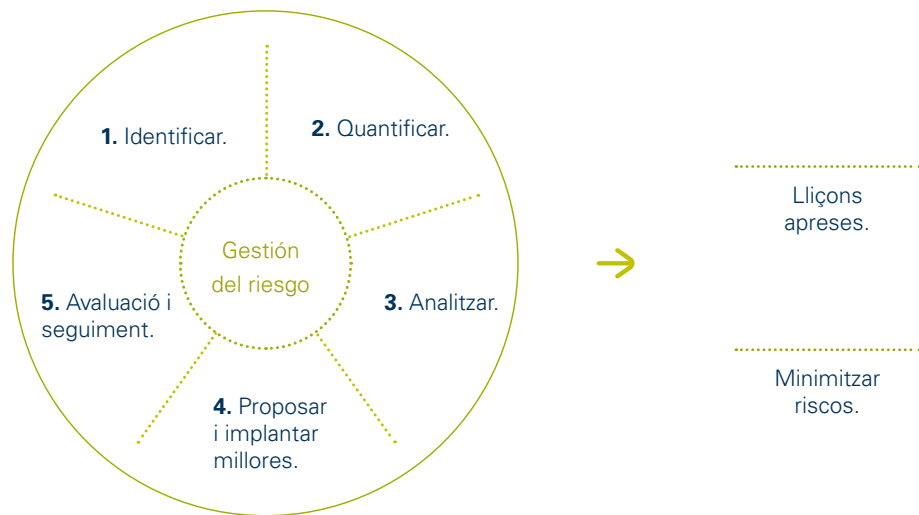 1. Identificar.
2. Quantificar.
3. Analitzar.
4. Proposar
i implantar
millores.
5. Avaluació i
seguiment.
Gestión
del riesgo
Lliçons
apreses.
Minimitzar
riscos.